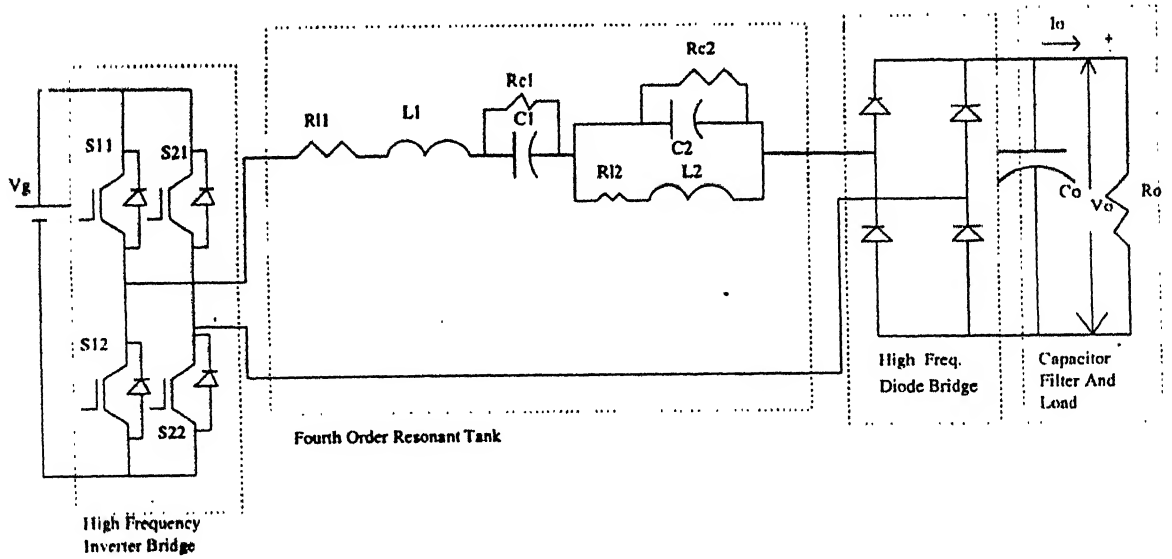 Io
+
Rc2
Rc1
C1
L1
Rl1
C2
Rl2
L2
S11
S21
Vg
Co
Vo
Ro
S12
S22
High Freq.
Diode Bridge
Capacitor
Filter And
Load
Fourth Order Resonant Tank
High Frequency
Inverter Bridge